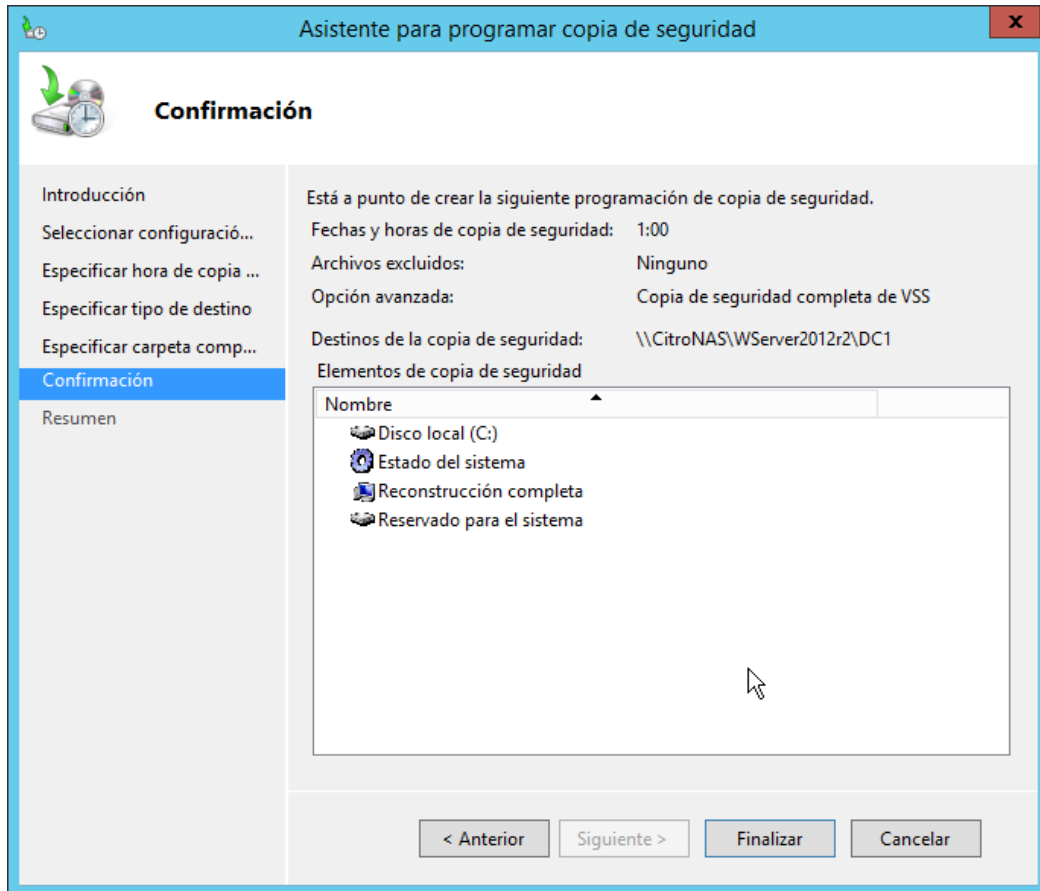 Asistente para programar copia de seguridad
x
Confirmación
Introducción
Seleccionar configuració...
Especificar hora de copia ...
Especificar tipo de destino
Especificar carpeta comp...
Confirmación
Resumen
Está a punto de crear la siguiente programación de copia de seguridad.
Fechas y horas de copia de seguridad: 1:00
Archivos excluidos: Ninguno
Opción avanzada: Copia de seguridad completa de VSS
Destinos de la copia de seguridad: \\CitroNAS\WServer2012r2\DC1
Elementos de copia de seguridad
Nombre
Disco local (C:)
Estado del sistema
Reconstrucción completa
Reservado para el sistema
< Anterior Siguiente > Finalizar Cancelar